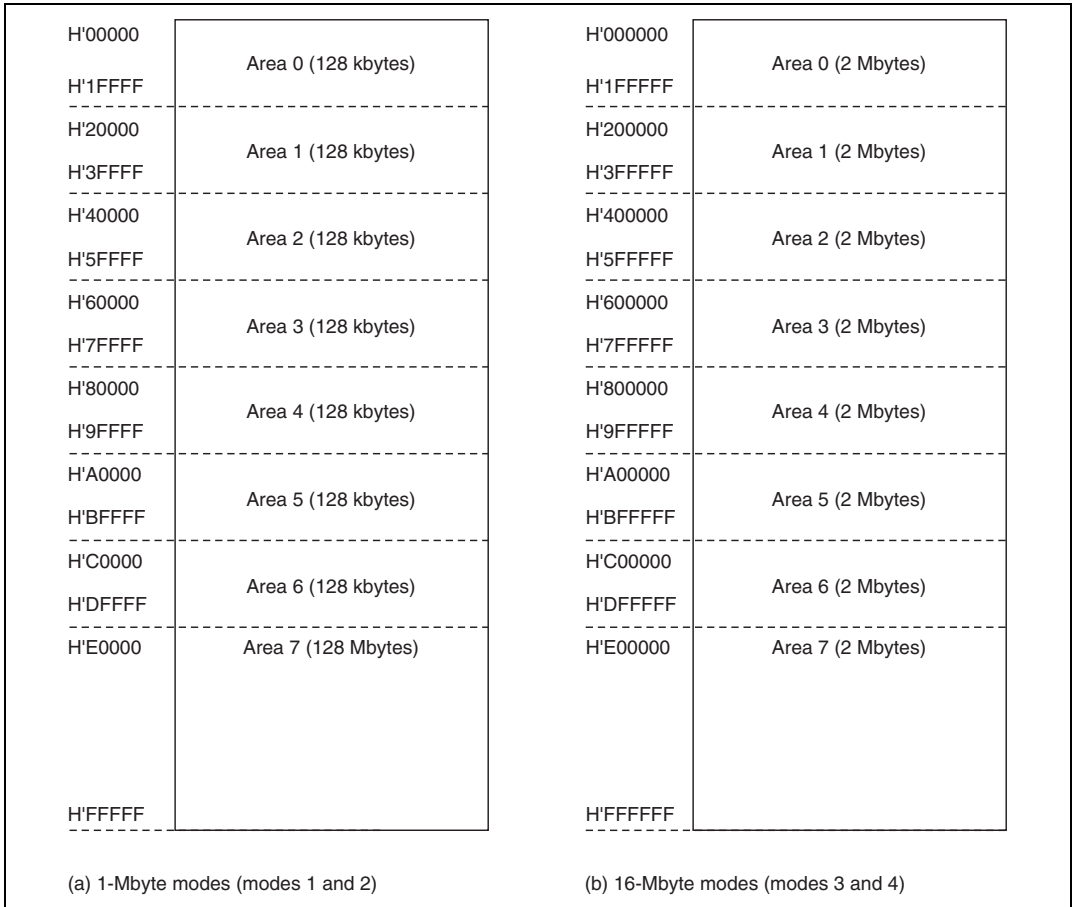 H'00000
Area 0 (128 kbytes)
H'1FFFF
H'20000
Area 1 (128 kbytes)
H'3FFFF
H'40000
Area 2 (128 kbytes)
H'5FFFF
H'60000
Area 3 (128 kbytes)
H'7FFFF
H'80000
Area 4 (128 kbytes)
H'9FFFF
H'A0000
Area 5 (128 kbytes)
H'BFFFF
H'C0000
Area 6 (128 kbytes)
H'DFFFF
H'E0000
Area 7 (128 Mbytes)
H'FFFFF
(a) 1-Mbyte modes (modes 1 and 2)
H'000000
Area 0 (2 Mbytes)
H'1FFFFF
H'200000
Area 1 (2 Mbytes)
H'3FFFFF
H'400000
Area 2 (2 Mbytes)
H'5FFFFF
H'600000
Area 3 (2 Mbytes)
H'7FFFFF
H'800000
Area 4 (2 Mbytes)
H'9FFFFF
H'A00000
Area 5 (2 Mbytes)
H'BFFFFF
H'C00000
Area 6 (2 Mbytes)
H'DFFFFF
H'E00000
Area 7 (2 Mbytes)
H'FFFFFF
(b) 16-Mbyte modes (modes 3 and 4)